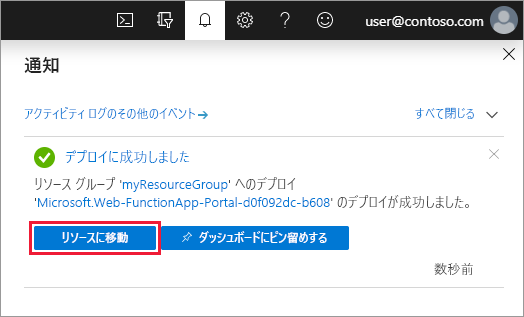 user@contoso.com
通知
アクティビティ ログのその他のイベント→
すべて閉じる
デプロイに成功しました
リソース グループ 'myResourceGroup' へのデプロイ
'Microsoft.Web-FunctionApp-Portal-d0f092dc-b608' のデプロイが成功しました。
リソースに移動
ダッシュボードにピン留めする
数秒前